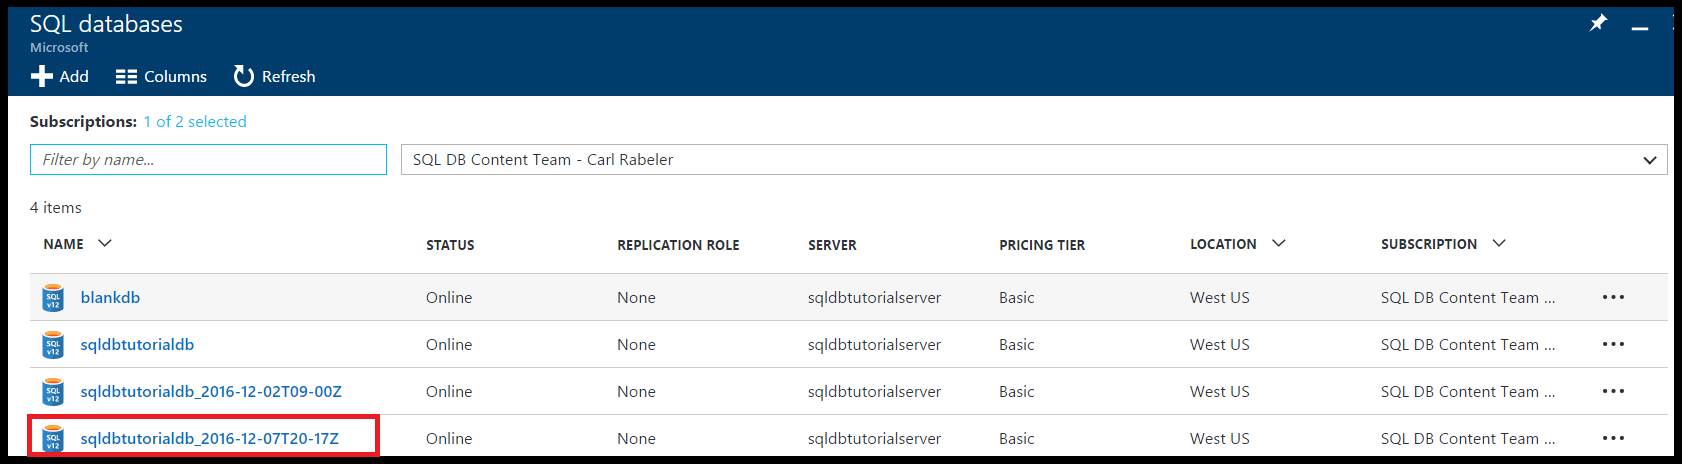 SQL databases
Microsoft
Add Columns Refresh
Subscriptions: 1 of 2 selected
Filter by name... SQL DB Content Team - Carl Rabeler
4 items
NAME STATUS REPLICATION ROLE SERVER PRICING TIER LOCATION SUBSCRIPTION
SQL v12 blankdb Online None sqldbtutorialserver Basic West US SQL DB Content Team ...
SQL v12 sqldbtutorialdb Online None sqldbtutorialserver Basic West US SQL DB Content Team ...
SQL v12 sqldbtutorialdb_2016-12-02T09-00Z Online None sqldbtutorialserver Basic West US SQL DB Content Team ...
SQL v12 sqldbtutorialdb_2016-12-07T20-17Z Online None sqldbtutorialserver Basic West US SQL DB Content Team ...